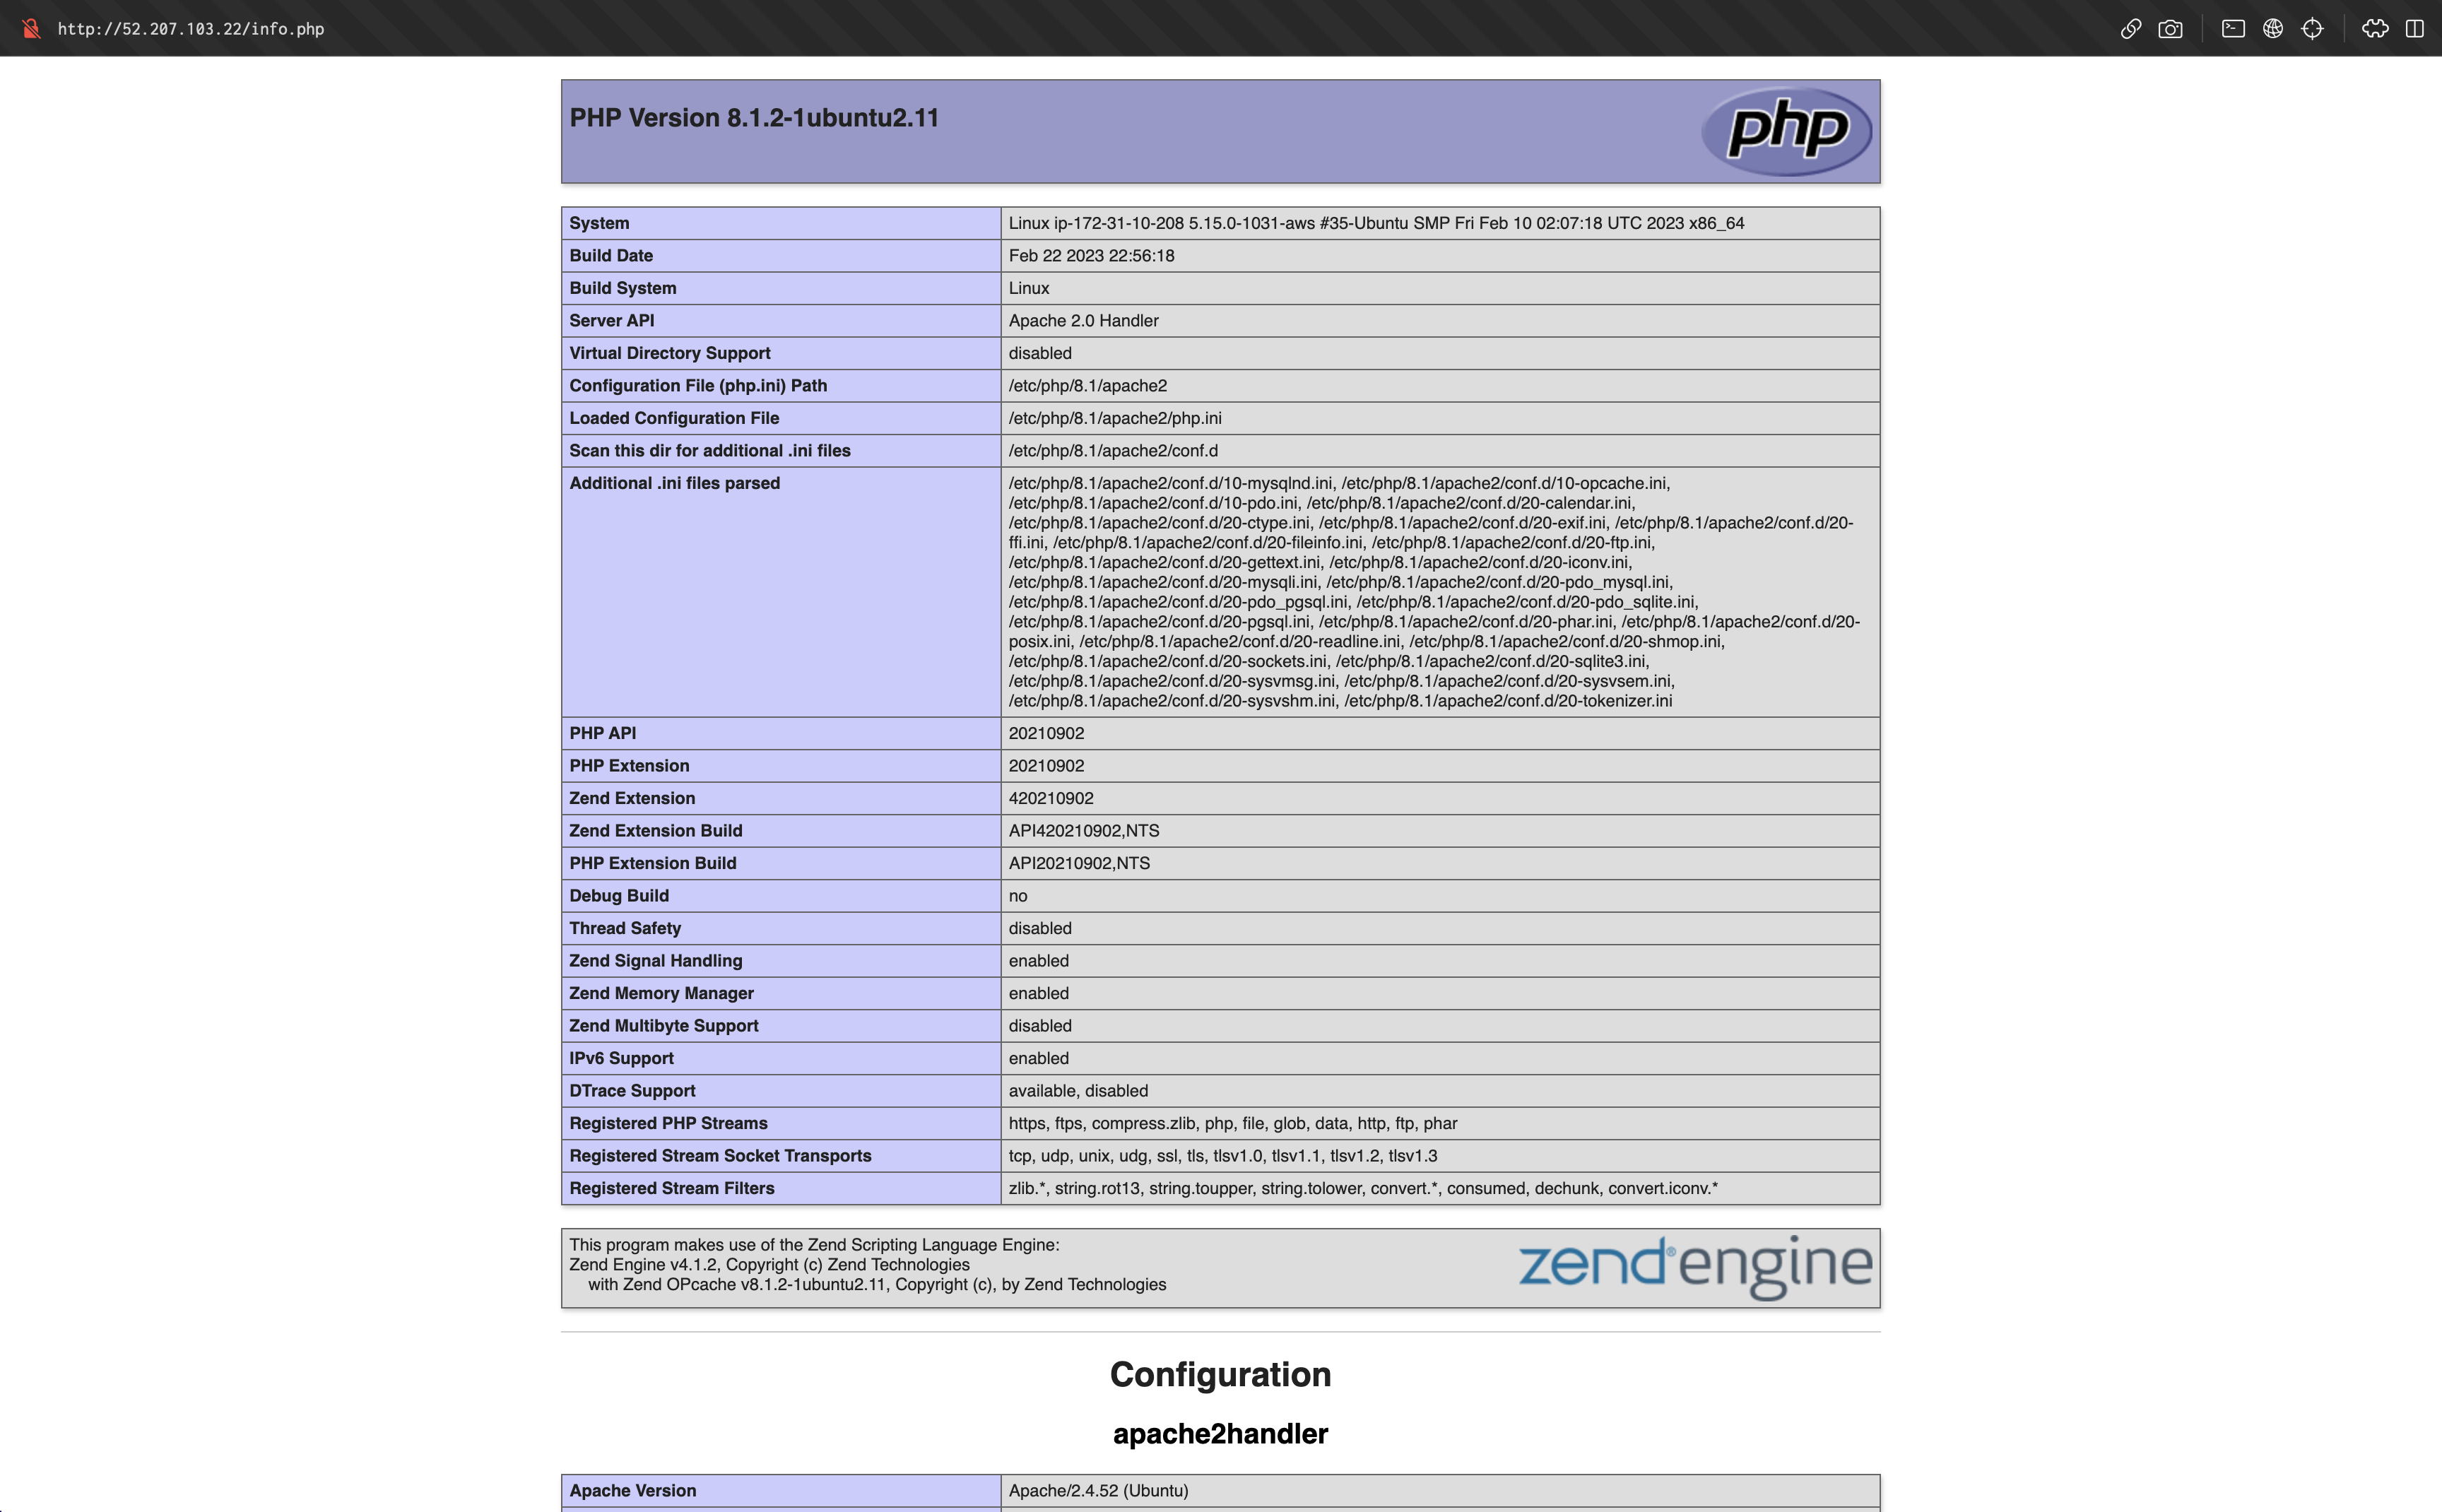 http://52.207.103.22/info.php
PHP Version 8.1.2-1ubuntu2.11
php
System Linux ip-172-31-10-208 5.15.0-1031-aws #35-Ubuntu SMP Fri Feb 10 02:07:18 UTC 2023 x86_64
Build Date Feb 22 2023 22:56:18
Build System Linux
Server API Apache 2.0 Handler
Virtual Directory Support disabled
Configuration File (php.ini) Path /etc/php/8.1/apache2
Loaded Configuration File /etc/php/8.1/apache2/php.ini
Scan this dir for additional .ini files /etc/php/8.1/apache2/conf.d
Additional .ini files parsed /etc/php/8.1/apache2/conf.d/10-mysqlnd.ini, /etc/php/8.1/apache2/conf.d/10-opcache.ini,
/etc/php/8.1/apache2/conf.d/10-pdo.ini, /etc/php/8.1/apache2/conf.d/20-calendar.ini,
/etc/php/8.1/apache2/conf.d/20-ctype.ini, /etc/php/8.1/apache2/conf.d/20-exif.ini, /etc/php/8.1/apache2/conf.d/20-
ffi.ini, /etc/php/8.1/apache2/conf.d/20-fileinfo.ini, /etc/php/8.1/apache2/conf.d/20-ftp.ini,
/etc/php/8.1/apache2/conf.d/20-gettext.ini, /etc/php/8.1/apache2/conf.d/20-iconv.ini,
/etc/php/8.1/apache2/conf.d/20-mysqli.ini, /etc/php/8.1/apache2/conf.d/20-pdo_mysql.ini,
/etc/php/8.1/apache2/conf.d/20-pdo_pgsql.ini, /etc/php/8.1/apache2/conf.d/20-pdo_sqlite.ini,
/etc/php/8.1/apache2/conf.d/20-pgsql.ini, /etc/php/8.1/apache2/conf.d/20-phar.ini, /etc/php/8.1/apache2/conf.d/20-
posix.ini, /etc/php/8.1/apache2/conf.d/20-readline.ini, /etc/php/8.1/apache2/conf.d/20-shmop.ini,
/etc/php/8.1/apache2/conf.d/20-sockets.ini, /etc/php/8.1/apache2/conf.d/20-sqlite3.ini,
/etc/php/8.1/apache2/conf.d/20-sysvmsg.ini, /etc/php/8.1/apache2/conf.d/20-sysvsem.ini,
/etc/php/8.1/apache2/conf.d/20-sysvshm.ini, /etc/php/8.1/apache2/conf.d/20-tokenizer.ini
PHP API 20210902
PHP Extension 20210902
Zend Extension 420210902
Zend Extension Build API420210902,NTS
PHP Extension Build API20210902,NTS
Debug Build no
Thread Safety disabled
Zend Signal Handling enabled
Zend Memory Manager enabled
Zend Multibyte Support disabled
IPv6 Support enabled
DTrace Support available, disabled
Registered PHP Streams https, ftps, compress.zlib, php, file, glob, data, http, ftp, phar
Registered Stream Socket Transports tcp, udp, unix, udg, ssl, tls, tlsv1.0, tlsv1.1, tlsv1.2, tlsv1.3
Registered Stream Filters zlib.*, string.rot13, string.toupper, string.tolower, convert.*, consumed, dechunk, convert.iconv.*
This program makes use of the Zend Scripting Language Engine:
Zend Engine v4.1.2, Copyright (c) Zend Technologies
with Zend OPcache v8.1.2-1ubuntu2.11, Copyright (c), by Zend Technologies
zend® engine
Configuration
apache2handler
Apache Version Apache/2.4.52 (Ubuntu)